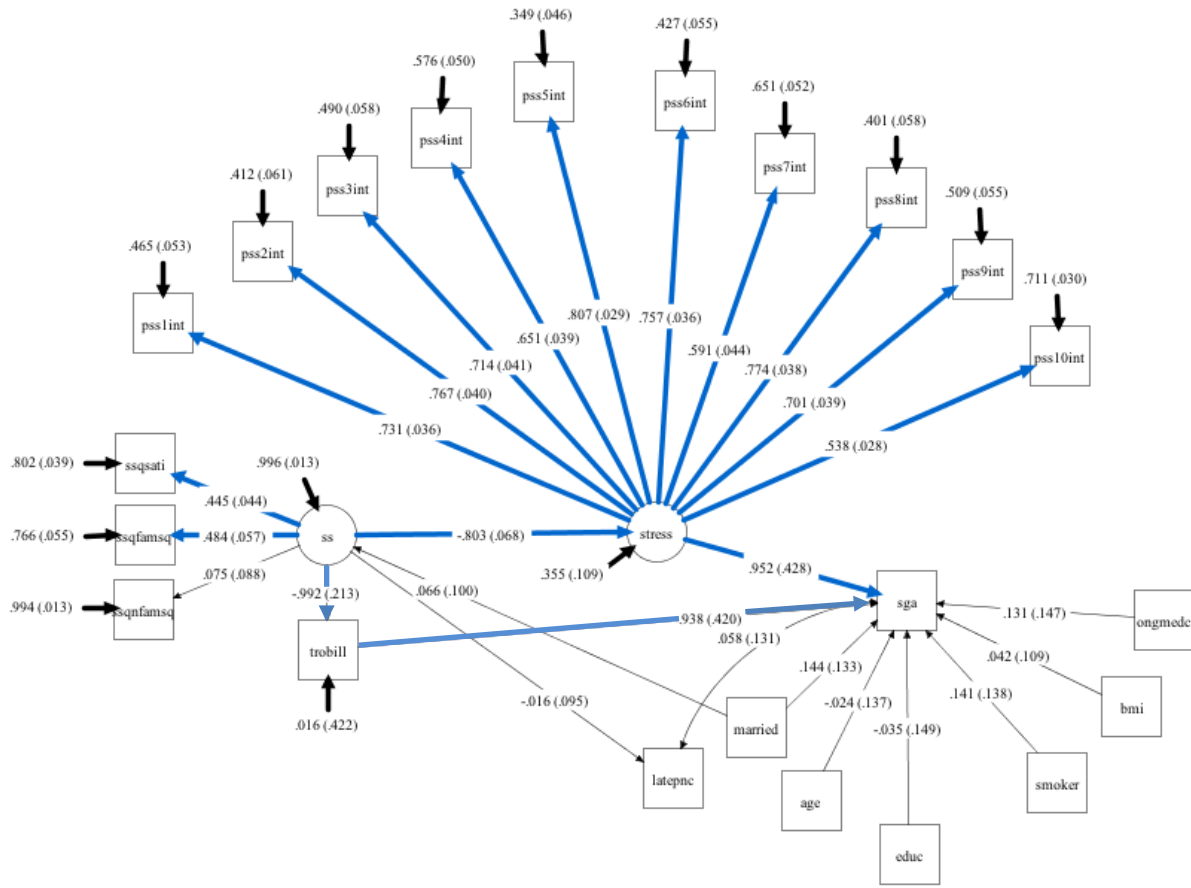 .349 (.046)
.427 (.055)
.576 (.050)
pss5int
pss6int
.651 (.052)
.490 (.058)
pss4int
.401 (.058)
pss7int
.412 (.061)
pss3int
.509 (.055)
pss8int
.465 (.053)
pss2int
pss9int
.711 (.030)
pss1int
.807 (.029)
.757 (.036)
.651 (.039)
.591 (.044)
pss10int
.714 (.041)
.774 (.038)
.767 (.040)
.701 (.039)
.731 (.036)
.538 (.028)
.802 (.039)
ssqsati
.996 (.013)
.445 (.044)
.766 (.055)
ssqfamsq
.484 (.057)
ss
-.803 (.068)
stress
.075 (.088)
.355 (.109)
.952 (.428)
-.992 (.213)
.066 (.100)
.994 (.013)
ssqnfamsq
sga
.131 (.147)
ongmedc
.938 (.420)
trobill
.058 (.131)
.144 (.133)
.042 (.109)
-.024 (.137)
.141 (.138)
-.016 (.095)
bmi
.016 (.422)
married
-.035 (.149)
latepnc
smoker
age
educ